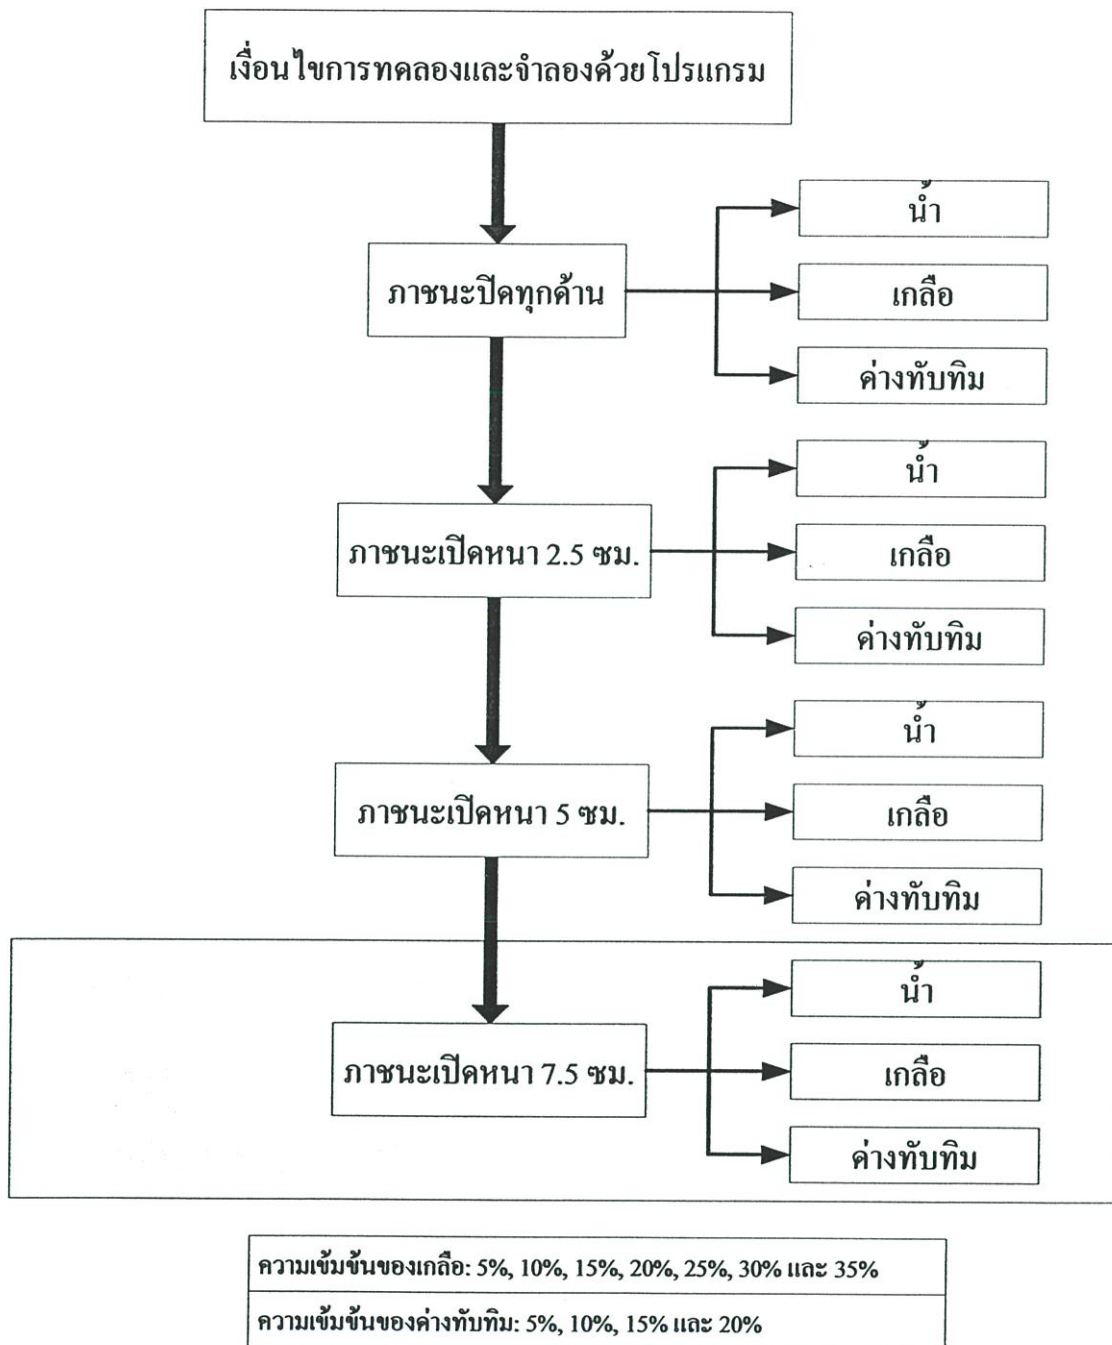 เงื่อนไขการทดลองและจำลองด้วยโปรแกรม
น้ำ
ภาชนะปิดทุกด้าน
เกลือ
ด่างทับทิม
น้ำ
ภาชนะเปิดหนา 2.5 ซม.
เกลือ
ด่างทับทิม
น้ำ
ภาชนะเปิดหนา 5 ซม.
เกลือ
ด่างทับทิม
น้ำ
ภาชนะเปิดหนา 7.5 ซม.
เกลือ
ด่างทับทิม
ความเข้มข้นของเกลือ: 5%, 10%, 15%, 20%, 25%, 30% และ 35%
ความเข้มข้นของด่างทับทิม: 5%, 10%, 15% และ 20%